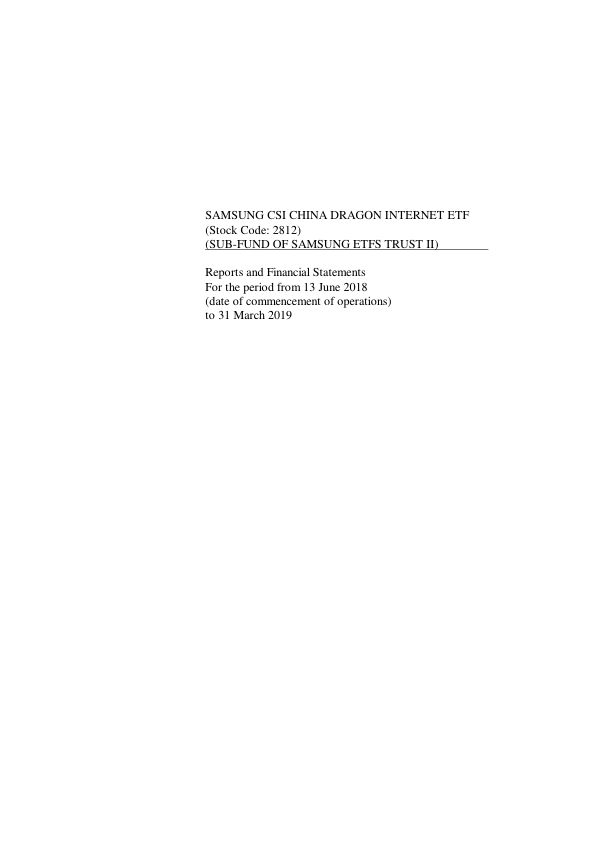 SAMSUNG CSI CHINA DRAGON INTERNET ETF
(Stock Code: 2812)
(SUB-FUND OF SAMSUNG ETFS TRUST II)
Reports and Financial Statements
For the period from 13 June 2018
(date of commencement of operations)
to 31 March 2019